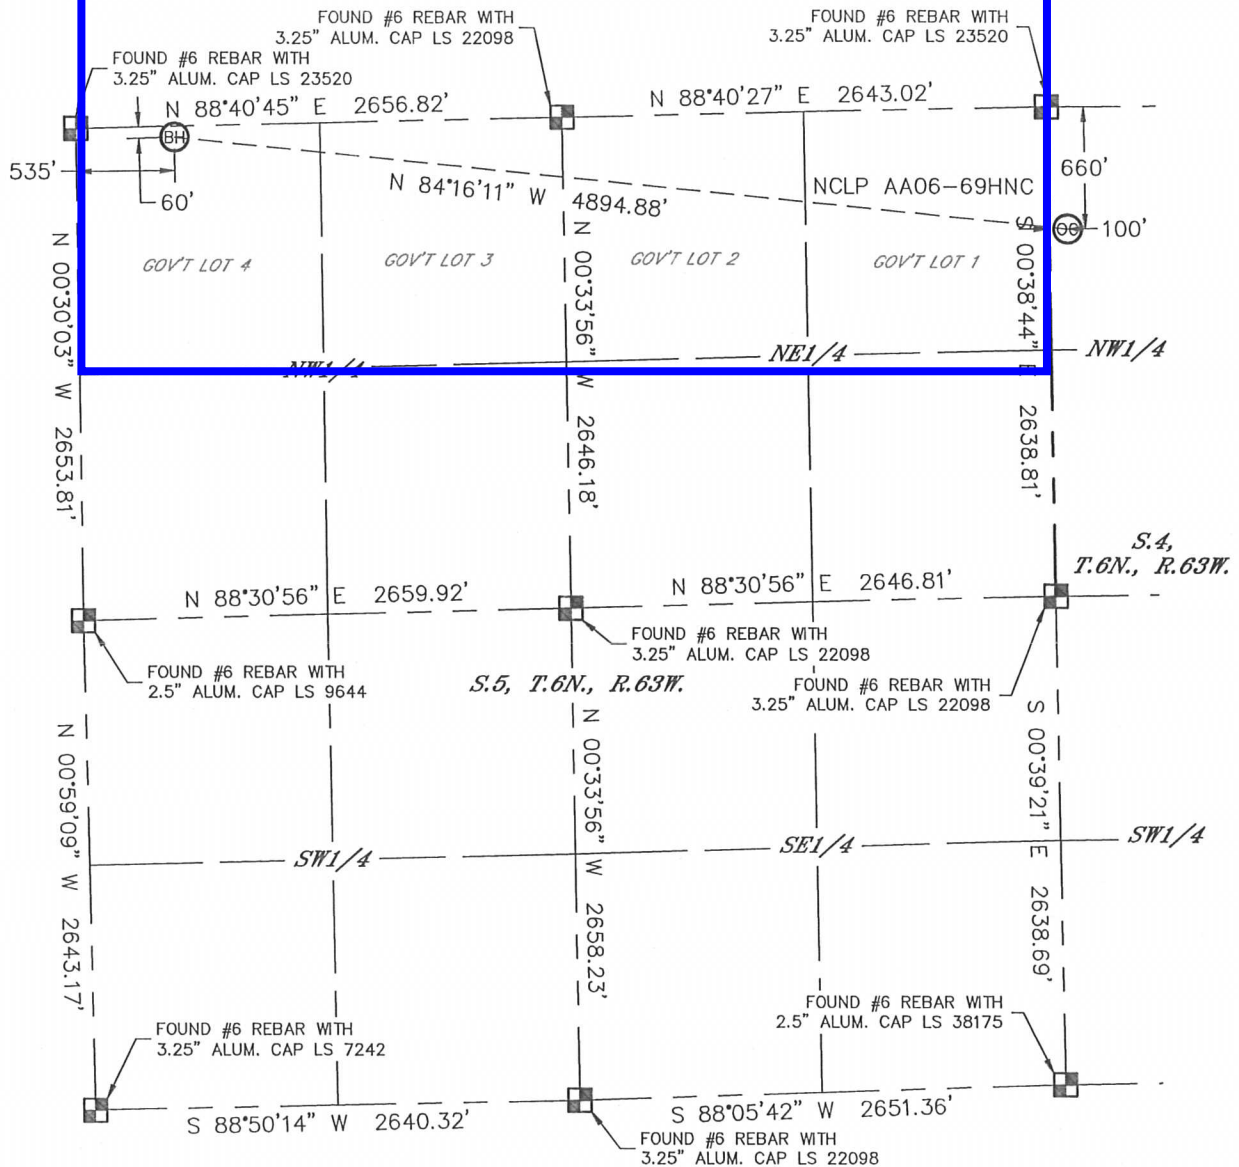 FOUND #6 REBAR WITH
3.25" ALUM. CAP LS 22098
FOUND #6 REBAR WITH
3.25" ALUM. CAP LS 23520
FOUND #6 REBAR WITH
3.25" ALUM. CAP LS 23520
N 88°40'45" E 2656.82'
N 88°40'27" E 2643.02'
BH
535'
60'
660'
N 84°16'11" W 4894.88'
NCLP AA06-69HNC
100'
GOV'T LOT 4
GOV'T LOT 3
GOV'T LOT 2
GOV'T LOT 1
N 00°30'03" W 2653.81'
N 00°33'56" W 2646.18'
S 00°38'44" E 2638.81'
NW1/4
NE1/4
NW1/4
S.4,
T.6N., R.63W.
N 88°30'56" E 2659.92'
N 88°30'56" E 2646.81'
FOUND #6 REBAR WITH
3.25" ALUM. CAP LS 22098
FOUND #6 REBAR WITH
2.5" ALUM. CAP LS 9644
S.5, T.6N., R.63W.
FOUND #6 REBAR WITH
3.25" ALUM. CAP LS 22098
N 00°59'09" W 2643.17'
N 00°33'56" W 2658.23'
S 00°39'21" E 2638.69'
SW1/4
SE1/4
SW1/4
FOUND #6 REBAR WITH
3.25" ALUM. CAP LS 7242
FOUND #6 REBAR WITH
2.5" ALUM. CAP LS 38175
S 88°50'14" W 2640.32'
S 88°05'42" W 2651.36'
FOUND #6 REBAR WITH
3.25" ALUM. CAP LS 22098